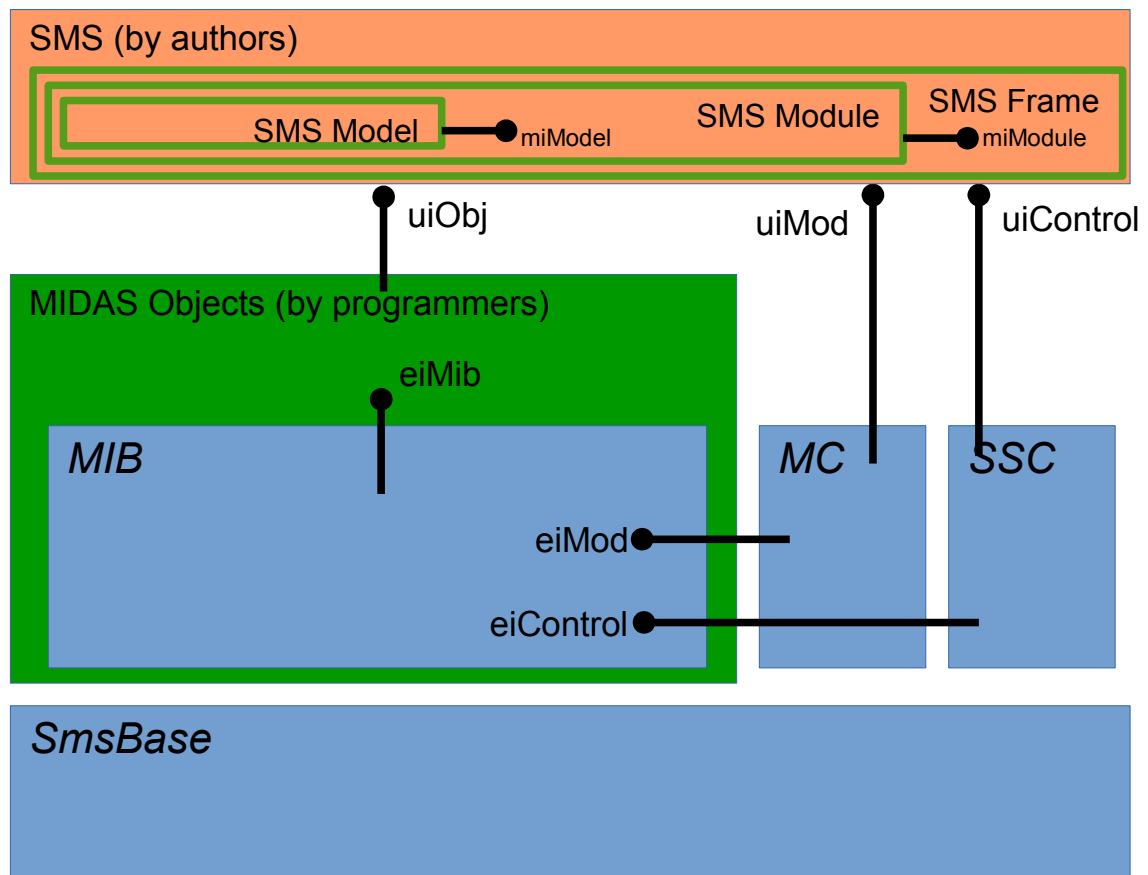 SMS (by authors)
SMS Frame
SMS Module
SMS Model
miModel
miModule
uiObj
uiMod
uiControl
MIDAS Objects (by programmers)
eiMib
MIB
MC
SSC
eiMod
eiControl
SmsBase